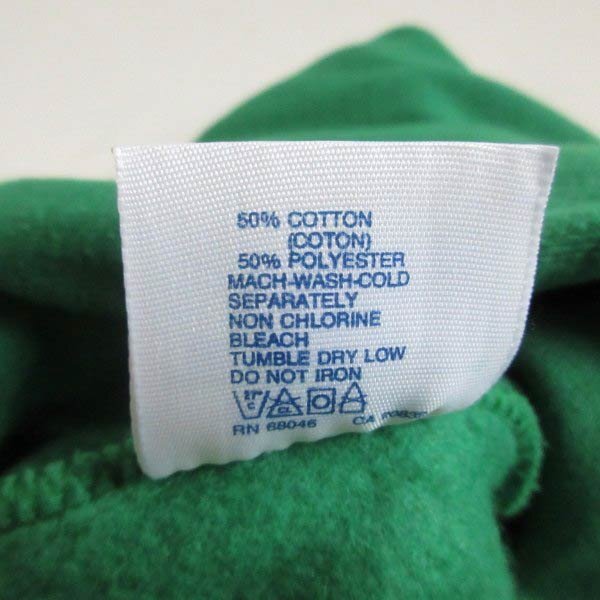 50% COTTON
(COTON)
50% POLYESTER
MACH-WASH-COLD
SEPARATELY
NON CHLORINE
BLEACH
TUMBLE DRY LOW
DO NOT IRON
CL
RN 68046 CA